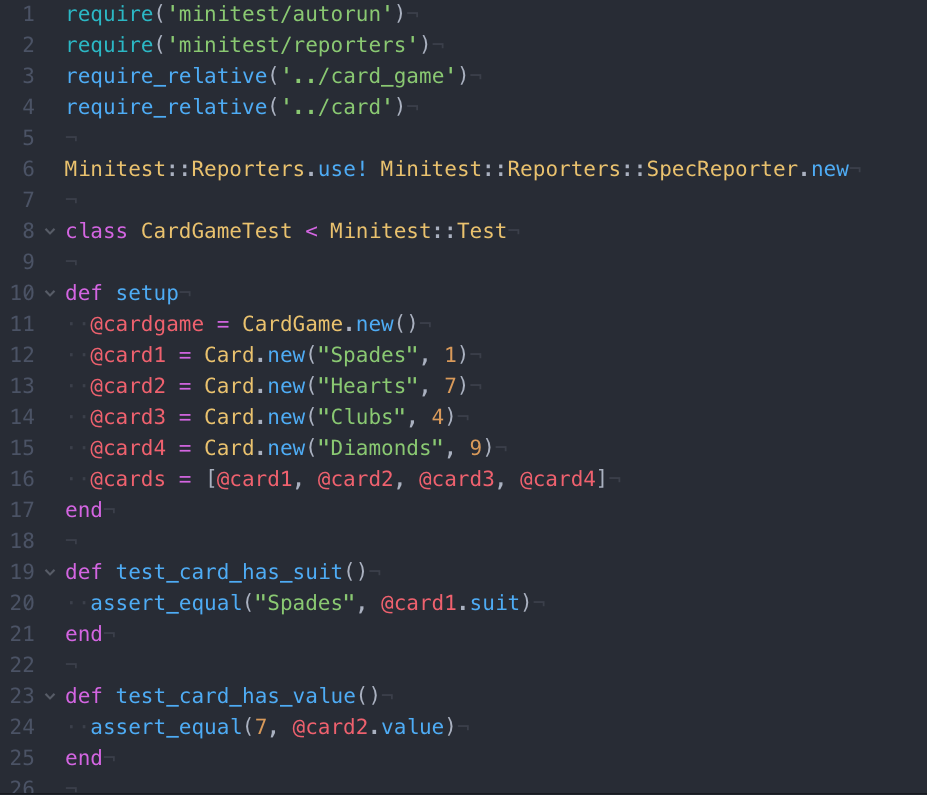 1 require('minitest/autorun')¬
2 require('minitest/reporters')¬
3 require_relative('../card_game')¬
4 require_relative('../card')¬
5 ¬
6 Minitest::Reporters.use! Minitest::Reporters::SpecReporter.new¬
7 ¬
8 class CardGameTest < Minitest::Test¬
9 ¬
10 def setup¬
11 ··@cardgame = CardGame.new()¬
12 ··@card1 = Card.new("Spades", 1)¬
13 ··@card2 = Card.new("Hearts", 7)¬
14 ··@card3 = Card.new("Clubs", 4)¬
15 ··@card4 = Card.new("Diamonds", 9)¬
16 ··@cards = [@card1, @card2, @card3, @card4]¬
17 end¬
18 ¬
19 def test_card_has_suit()¬
20 ··assert_equal("Spades", @card1.suit)¬
21 end¬
22 ¬
23 def test_card_has_value()¬
24 ··assert_equal(7, @card2.value)¬
25 end¬
26 ¬